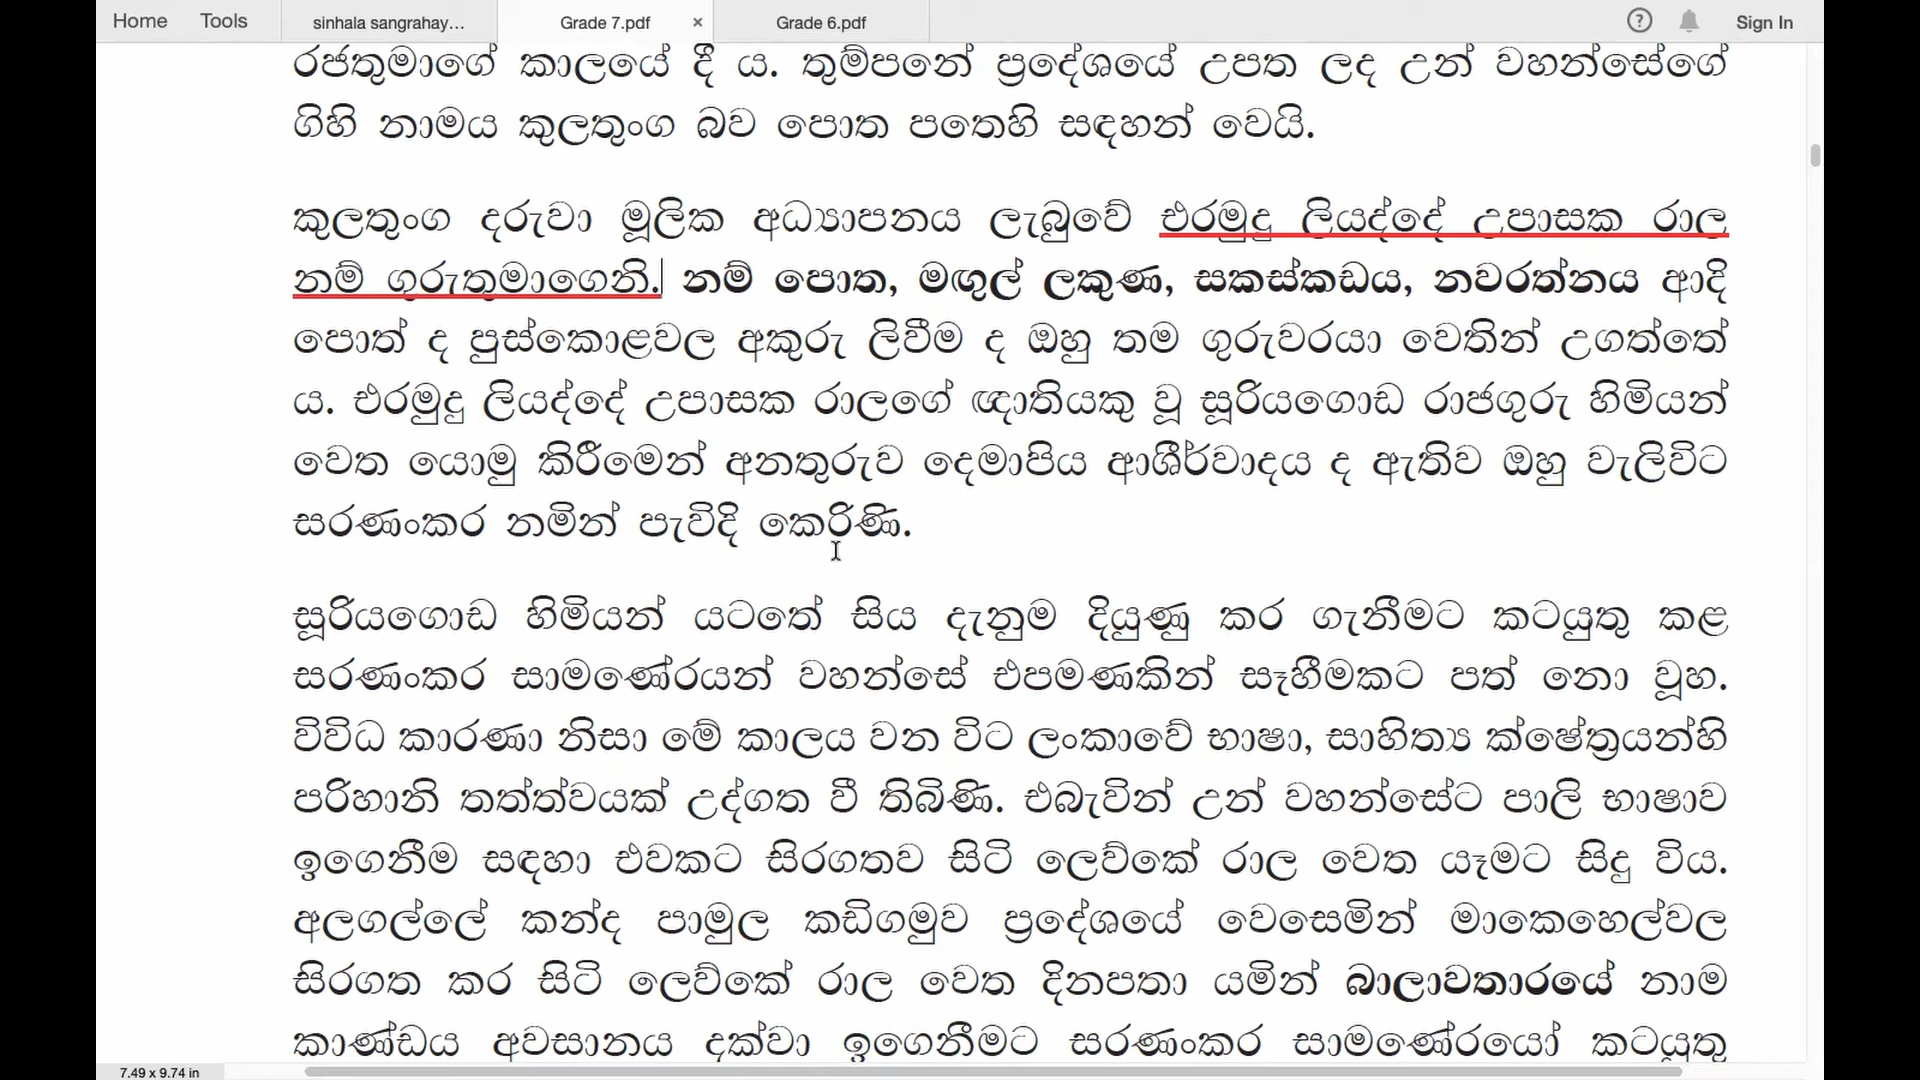 Home Tools sinhala sangrahay... Grade 7.pdf × Grade 6.pdf ? Sign In
රජතුමාගේ කාලයේ දී ය. තුම්පනේ ප්‍රදේශයේ උපත ලද උන් වහන්සේගේ
ගිහි නාමය කුලතුංග බව පොත පතෙහි සඳහන් වෙයි.
කුලතුංග දරුවා මූලික අධ්‍යාපනය ලැබුවේ එරමුදු ලියද්දේ උපාසක රාල
නම් ගුරුතුමාගෙනි. නම් පොත, මඟුල් ලකුණ, සකස්කඩය, නවරත්නය ආදි
පොත් ද පුස්කොළවල අකුරු ලිවීම ද ඔහු තම ගුරුවරයා වෙතින් උගත්තේ
ය. එරමුදු ලියද්දේ උපාසක රාලගේ ඥාතියකු වූ සූරියගොඩ රාජගුරු හිමියන්
වෙත යොමු කිරීමෙන් අනතුරුව දෙමාපිය ආශීර්වාදය ද ඇතිව ඔහු වැලිවිට
සරණංකර නමින් පැවිදි කෙරිණි.
සූරියගොඩ හිමියන් යටතේ සිය දැනුම දියුණු කර ගැනීමට කටයුතු කළ
සරණංකර සාමණේරයන් වහන්සේ එපමණකින් සෑහීමකට පත් නො වූහ.
විවිධ කාරණා නිසා මේ කාලය වන විට ලංකාවේ භාෂා, සාහිත්‍ය ක්ෂේත්‍රයන්හි
පරිහානි තත්ත්වයක් උද්ගත වී තිබිණි. එබැවින් උන් වහන්සේට පාලි භාෂාව
ඉගෙනීම සඳහා එවකට සිරගතව සිටි ලෙව්කේ රාල වෙත යෑමට සිදු විය.
අලගල්ලේ කන්ද පාමුල කඩිගමුව ප්‍රදේශයේ වෙසෙමින් මාකෙහෙල්වල
සිරගත කර සිටි ලෙව්කේ රාල වෙත දිනපතා යමින් බාලාවතාරයේ නාම
කාණ්ඩය අවසානය දක්වා ඉගෙනීමට සරණංකර සාමණේරයෝ කටයුතු
7.49 x 9.74 in